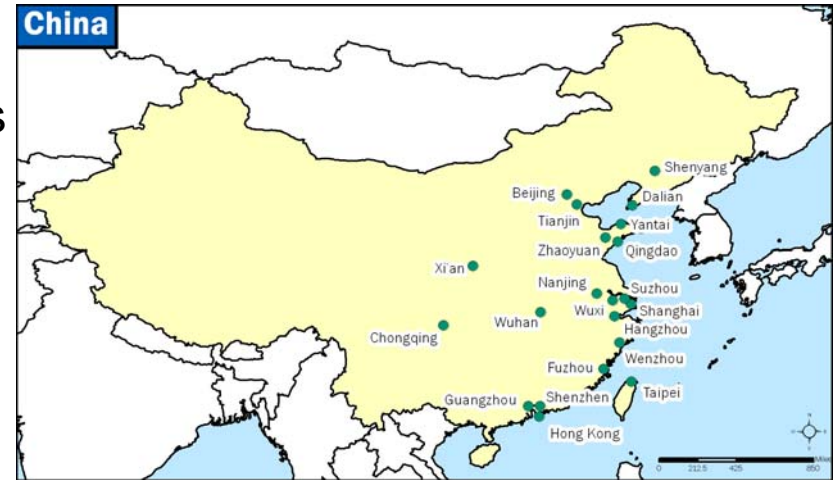 China
s
Shenyang
Beijing
Dalian
Tianjin
Yantai
Zhaoyuan
Qingdao
Xi'an
Nanjing
Suzhou
Wuxi
Shanghai
Wuhan
Hangzhou
Chongqing
Wenzhou
Fuzhou
Taipei
Guangzhou
Shenzhen
Hong Kong
N
0 212.5 425 850
Miles